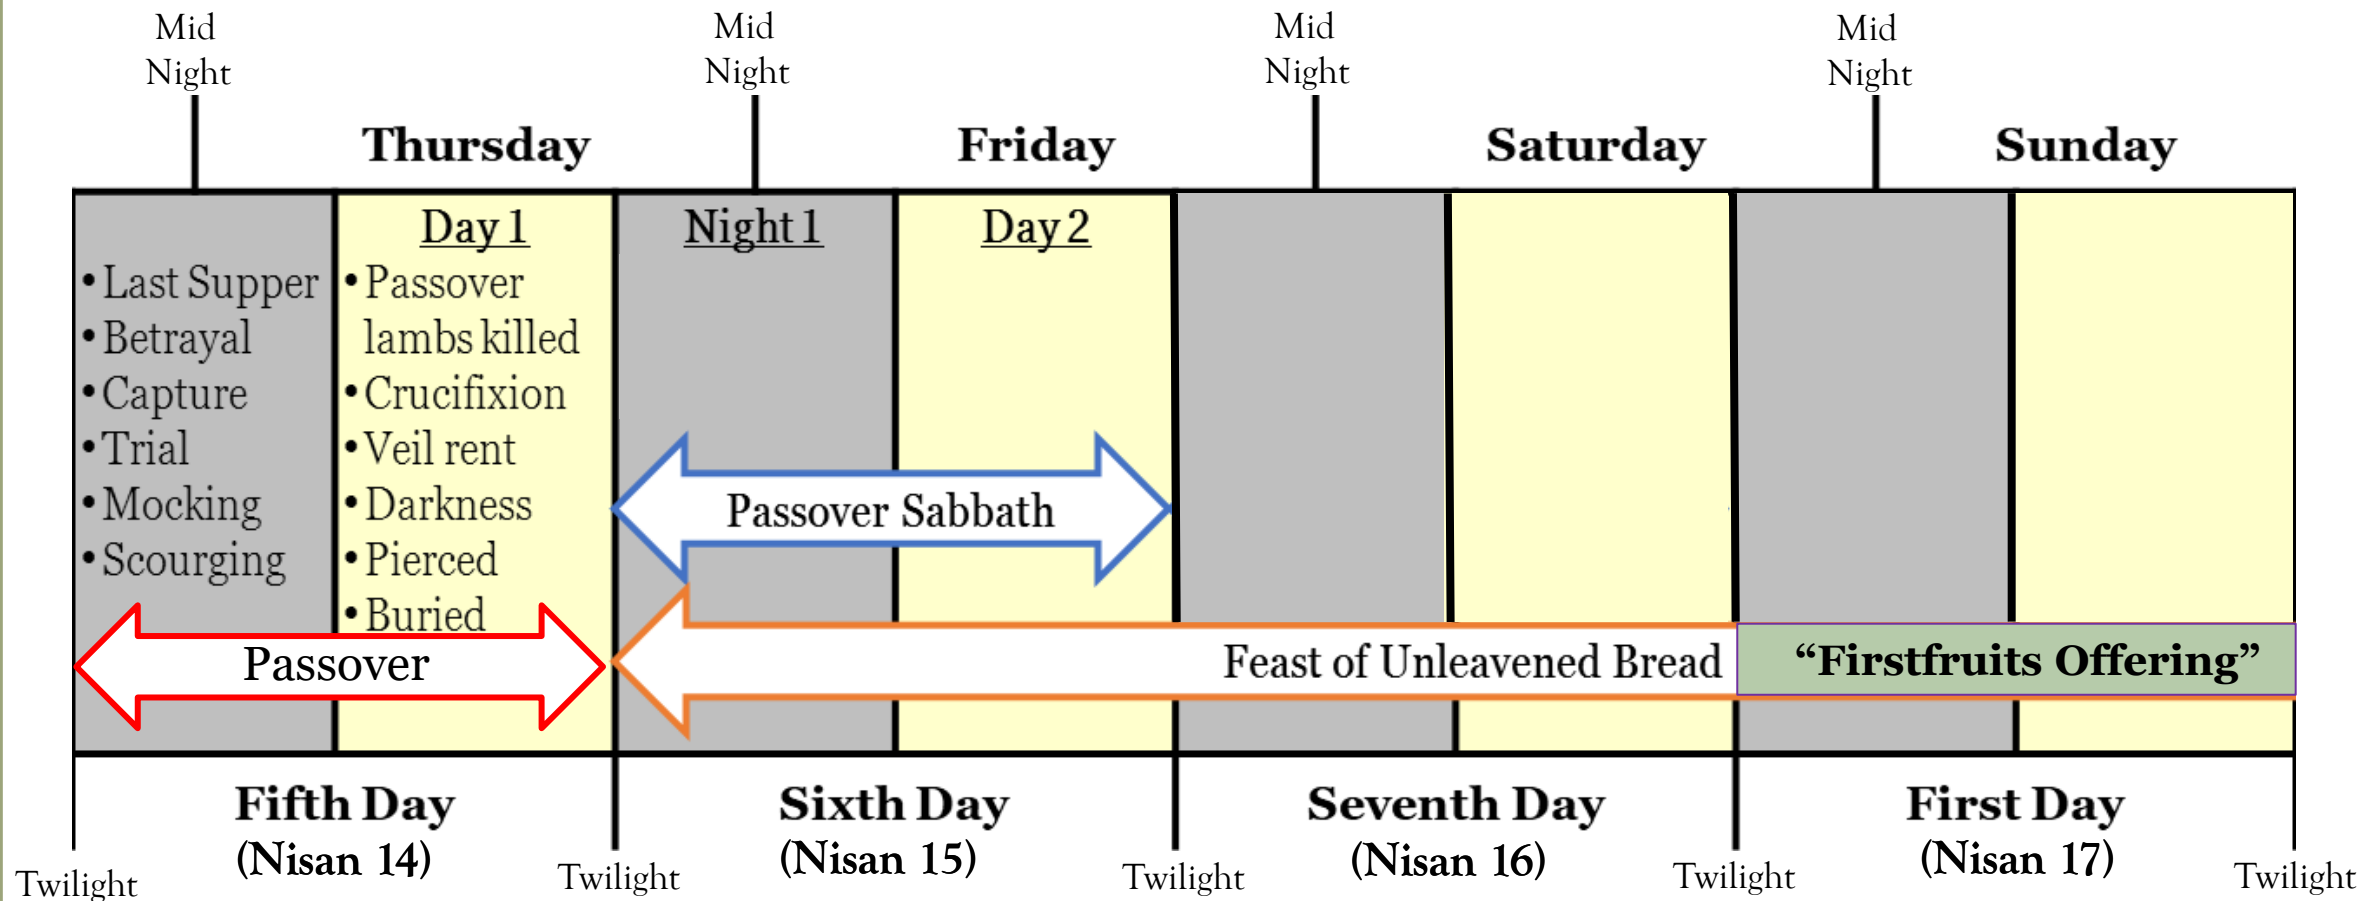 Mid
Night
Mid
Night
Mid
Night
Mid
Night
Thursday
Friday
Saturday
Sunday
•Last Supper
•Betrayal
•Capture
•Trial
•Mocking
•Scourging
Day 1
•Passover
lambs killed
•Crucifixion
•Veil rent
•Darkness
•Pierced
•Buried
Night 1
Day 2
Passover Sabbath
Passover
Feast of Unleavened Bread
“Firstfruits Offering”
Fifth Day
(Nisan 14)
Sixth Day
(Nisan 15)
Seventh Day
(Nisan 16)
First Day
(Nisan 17)
Twilight
Twilight
Twilight
Twilight
Twilight